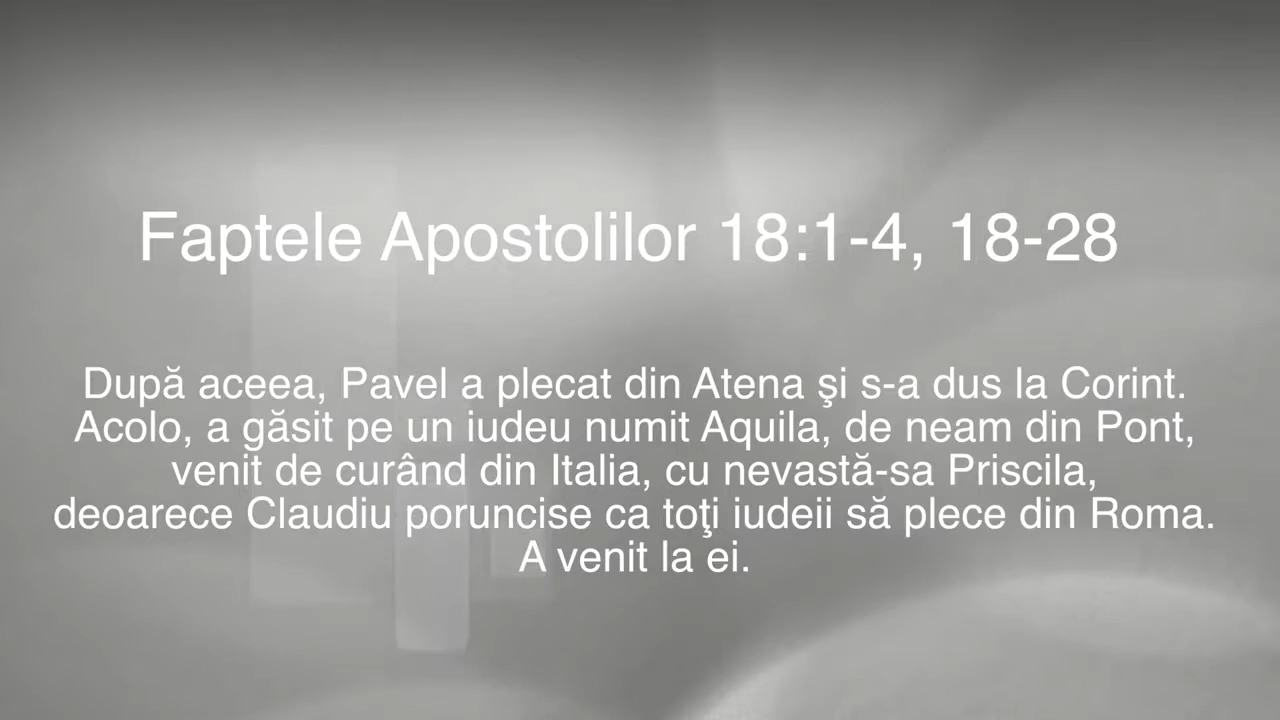 Faptele Apostolilor 18:1-4, 18-28
După aceea, Pavel a plecat din Atena şi s-a dus la Corint.
Acolo, a găsit pe un iudeu numit Aquila, de neam din Pont,
venit de curând din Italia, cu nevastă-sa Priscila,
deoarece Claudiu poruncise ca toţi iudeii să plece din Roma.
A venit la ei.